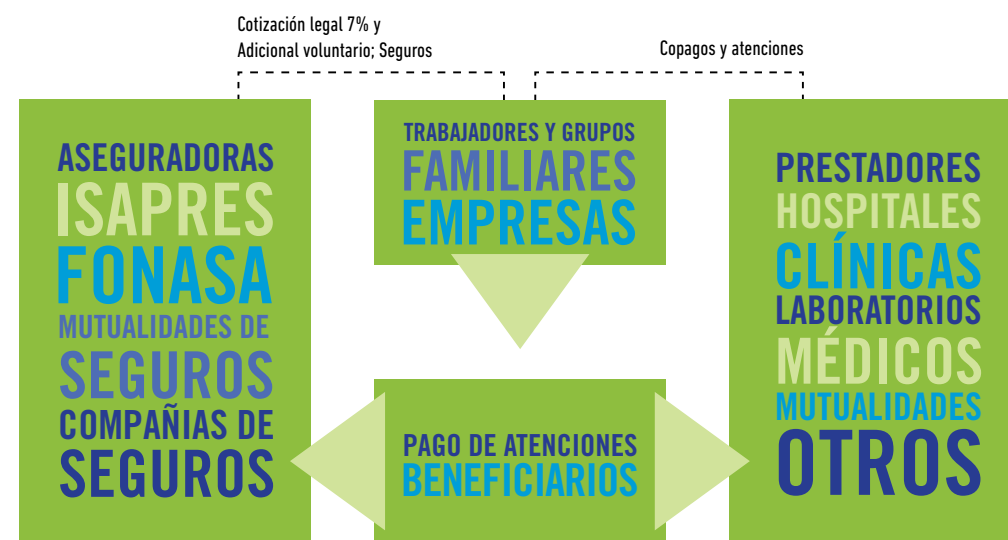 Cotización legal 7% y
Adicional voluntario; Seguros
Copagos y atenciones
ASEGURADORAS
ISAPRES
FONASA
MUTUALIDADES DE
SEGUROS
COMPAÑIAS DE
SEGUROS
TRABAJADORES Y GRUPOS
FAMILIARES
EMPRESAS
PAGO DE ATENCIONES
BENEFICIARIOS
PRESTADORES
HOSPITALES
CLÍNICAS
LABORATORIOS
MÉDICOS
MUTUALIDADES
OTROS